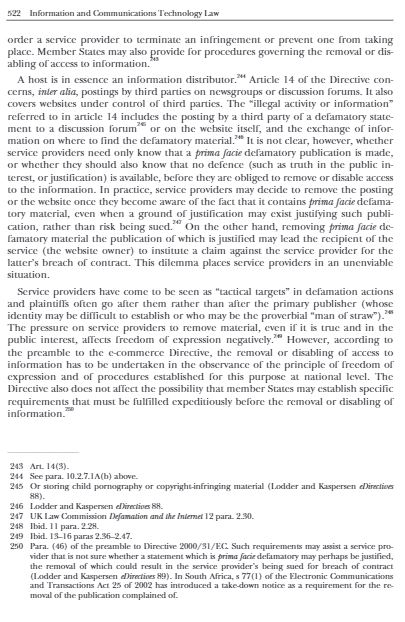 522 Information and Communications Technology Law
order a service provider to terminate an infringement or prevent one from taking
place. Member States may also provide for procedures governing the removal or dis-
abling of access to information.243
A host is in essence an information distributor.244 Article 14 of the Directive con-
cerns, inter alia, postings by third parties on newsgroups or discussion forums. It also
covers websites under control of third parties. The “illegal activity or information”
referred to in article 14 includes the posting by a third party of a defamatory state-
ment to a discussion forum245 or on the website itself, and the exchange of infor-
mation on where to find the defamatory material.246 It is not clear, however, whether
service providers need only know that a prima facie defamatory publication is made,
or whether they should also know that no defence (such as truth in the public in-
terest, or justification) is available, before they are obliged to remove or disable access
to the information. In practice, service providers may decide to remove the posting
or the website once they become aware of the fact that it contains prima facie defama-
tory material, even when a ground of justification may exist justifying such publi-
cation, rather than risk being sued.247 On the other hand, removing prima facie de-
famatory material the publication of which is justified may lead the recipient of the
service (the website owner) to institute a claim against the service provider for the
latter’s breach of contract. This dilemma places service providers in an unenviable
situation.
Service providers have come to be seen as “tactical targets” in defamation actions
and plaintiffs often go after them rather than after the primary publisher (whose
identity may be difficult to establish or who may be the proverbial “man of straw”).248
The pressure on service providers to remove material, even if it is true and in the
public interest, affects freedom of expression negatively.249 However, according to
the preamble to the e-commerce Directive, the removal or disabling of access to
information has to be undertaken in the observance of the principle of freedom of
expression and of procedures established for this purpose at national level. The
Directive also does not affect the possibility that member States may establish specific
requirements that must be fulfilled expeditiously before the removal or disabling of
information.250
243 Art. 14(3).
244 See para. 10.2.7.1A(b) above.
245 Or storing child pornography or copyright-infringing material (Lodder and Kaspersen eDirectives
88).
246 Lodder and Kaspersen eDirectives 88.
247 UK Law Commission Defamation and the Internet 12 para. 2.30.
248 Ibid. 11 para. 2.28.
249 Ibid. 13–16 paras 2.36–2.47.
250 Para. (46) of the preamble to Directive 2000/31/EC. Such requirements may assist a service pro-
vider that is not sure whether a statement which is prima facie defamatory may perhaps be justified,
the removal of which could result in the service provider’s being sued for breach of contract
(Lodder and Kaspersen eDirectives 89). In South Africa, s 77(1) of the Electronic Communications
and Transactions Act 25 of 2002 has introduced a take-down notice as a requirement for the re-
moval of the publication complained of.